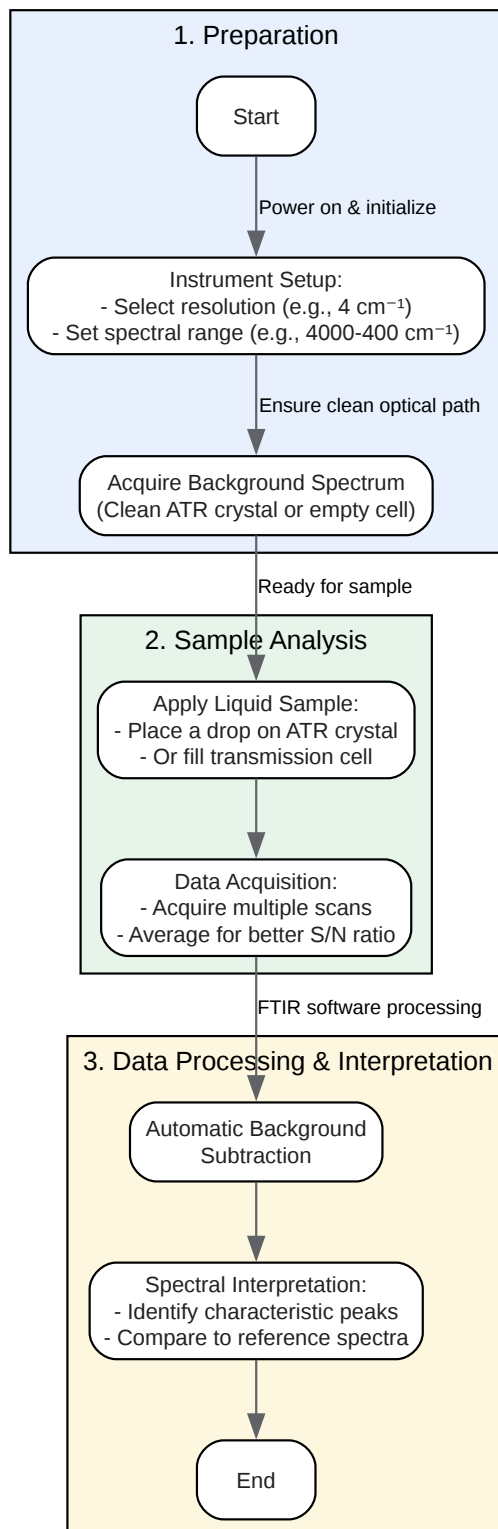 1. Preparation
Start
Power on & initialize
Instrument Setup:
- Select resolution (e.g., 4 cm⁻¹)
- Set spectral range (e.g., 4000-400 cm⁻¹)
Ensure clean optical path
Acquire Background Spectrum
(Clean ATR crystal or empty cell)
Ready for sample
2. Sample Analysis
Apply Liquid Sample:
- Place a drop on ATR crystal
- Or fill transmission cell
Data Acquisition:
- Acquire multiple scans
- Average for better S/N ratio
FTIR software processing
3. Data Processing & Interpretation
Automatic Background
Subtraction
Spectral Interpretation:
- Identify characteristic peaks
- Compare to reference spectra
End